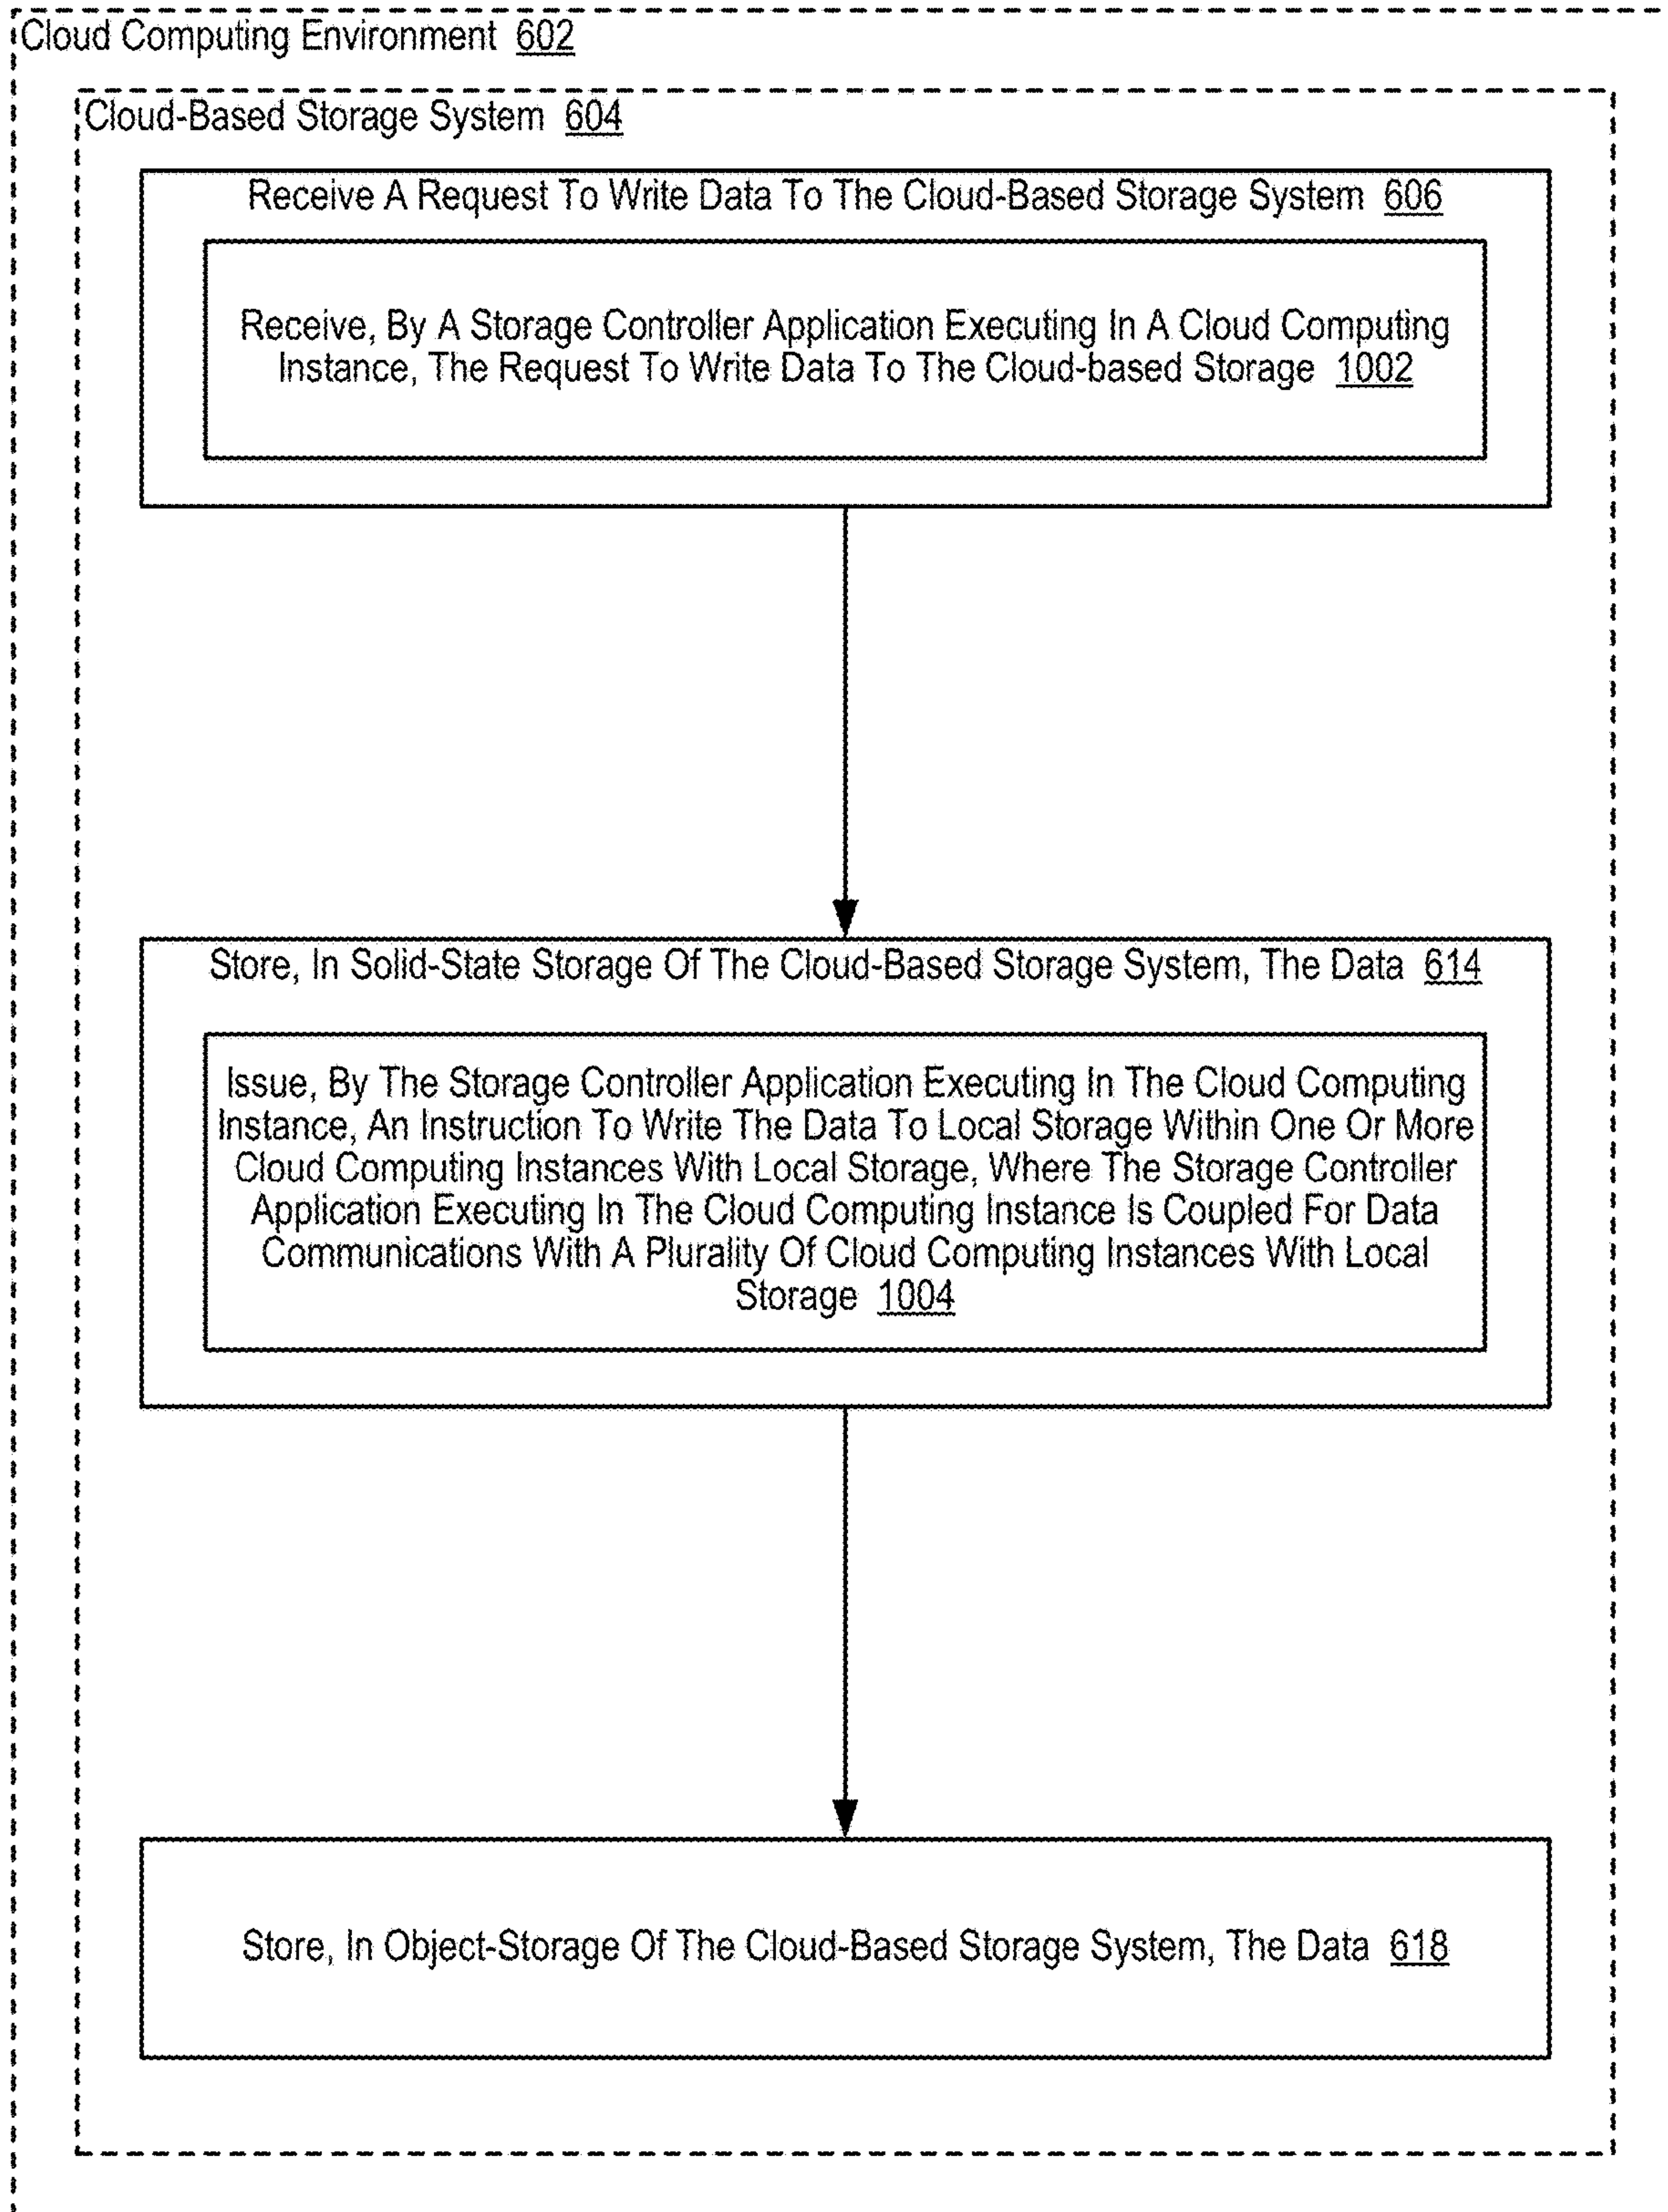 Cloud Computing Environment 602
Cloud-Based Storage System 604
Receive A Request To Write Data To The Cloud-Based Storage System 606
Receive, By A Storage Controller Application Executing In A Cloud Computing
Instance, The Request To Write Data To The Cloud-based Storage 1002
Store, In Solid-State Storage Of The Cloud-Based Storage System, The Data 614
Issue, By The Storage Controller Application Executing In The Cloud Computing
Instance, An Instruction To Write The Data To Local Storage Within One Or More
Cloud Computing Instances With Local Storage, Where The Storage Controller
Application Executing In The Cloud Computing Instance Is Coupled For Data
Communications With A Plurality Of Cloud Computing Instances With Local
Storage 1004
Store, In Object-Storage Of The Cloud-Based Storage System, The Data 618